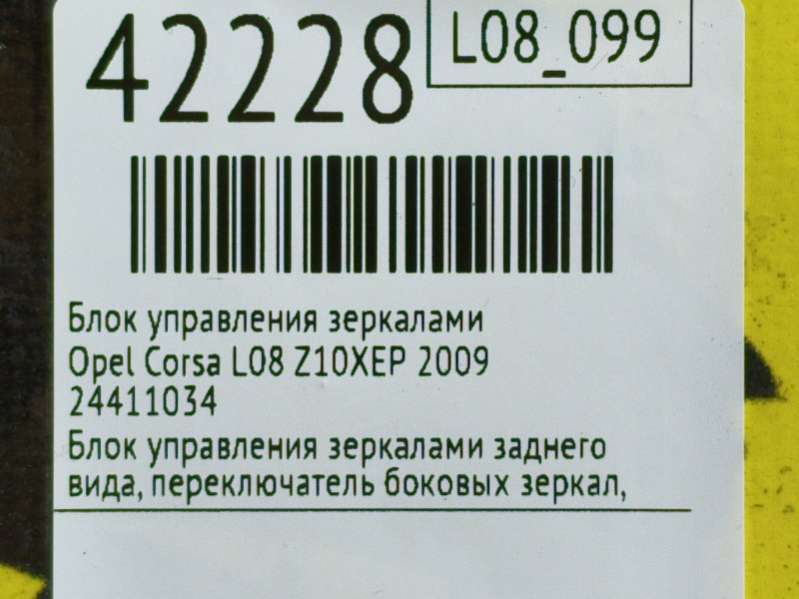 42228
L08_099
Блок управления зеркалами
Opel Corsa L08 Z10XEP 2009
24411034
Блок управления зеркалами заднего
вида, переключатель боковых зеркал,